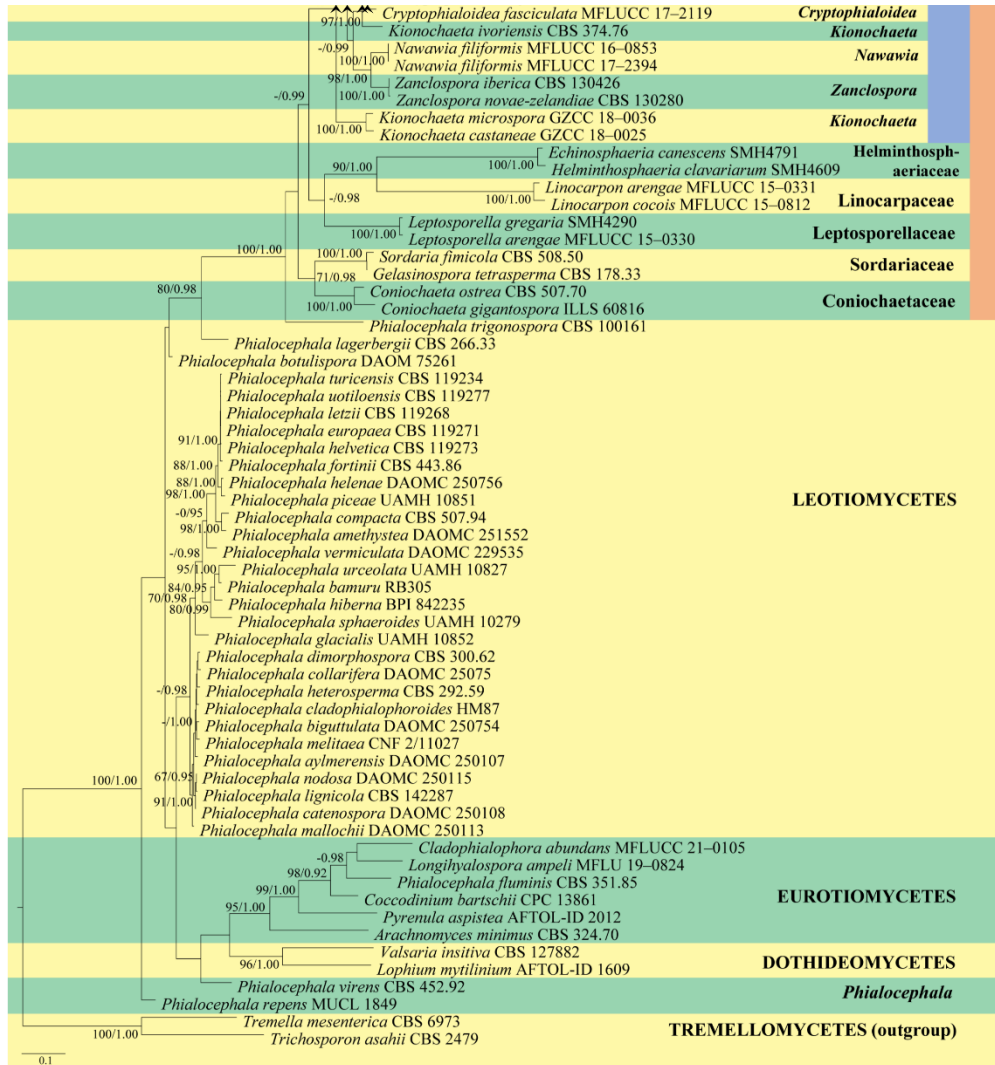 Cryptophialoidea fasciculata MFLUCC 17–2119
Cryptophialoidea
97/1.00
Kionochaeta ivoriensis CBS 374.76
Kionochaeta
-/0.99
Nawawia filiformis MFLUCC 16–0853
Nawawia
100/1.00
Nawawia filiformis MFLUCC 17–2394
98/1.00
Zanclospora iberica CBS 130426
Zanclospora
100/1.00
Zanclospora novae-zelandiae CBS 130280
-/0.99
Kionochaeta microspora GZCC 18–0036
Kionochaeta
100/1.00
Kionochaeta castaneae GZCC 18–0025
Echinosphaeria canescens SMH4791
Helminthosph-
aeriaceae
90/1.00
100/1.00
Helminthosphaeria clavariarum SMH4609
Linocarpon arengae MFLUCC 15–0331
-/0.98
100/1.00
Linocarpon cocois MFLUCC 15–0812
Linocarpaceae
Leptosporella gregaria SMH4290
100/1.00
Leptosporella arengae MFLUCC 15–0330
Leptosporellaceae
100/1.00
100/1.00
Sordaria fimicola CBS 508.50
Sordariaceae
71/0.98
Gelasinospora tetrasperma CBS 178.33
80/0.98
Coniochaeta ostrea CBS 507.70
Coniochaetaceae
100/1.00
Coniochaeta gigantospora ILLS 60816
Phialocephala trigonospora CBS 100161
Phialocephala lagerbergii CBS 266.33
Phialocephala botulispora DAOM 75261
Phialocephala turicensis CBS 119234
Phialocephala uotiloensis CBS 119277
Phialocephala letzii CBS 119268
Phialocephala europaea CBS 119271
91/1.00
Phialocephala helvetica CBS 119273
88/1.00
Phialocephala fortinii CBS 443.86
88/1.00
Phialocephala helenae DAOMC 250756
98/1.00
Phialocephala piceae UAMH 10851
LEOTIOMYCETES
-0/95
Phialocephala compacta CBS 507.94
98/1.00
Phialocephala amethystea DAOMC 251552
-/0.98
Phialocephala vermiculata DAOMC 229535
95/1.00
Phialocephala urceolata UAMH 10827
84/0.95
Phialocephala bamuru RB305
70/0.98
80/0.99
Phialocephala hiberna BPI 842235
Phialocephala sphaeroides UAMH 10279
Phialocephala glacialis UAMH 10852
Phialocephala dimorphospora CBS 300.62
-/0.98
Phialocephala collarifera DAOMC 25075
Phialocephala heterosperma CBS 292.59
Phialocephala cladophialophoroides HM87
-/1.00
Phialocephala biguttulata DAOMC 250754
Phialocephala melitaea CNF 2/11027
Phialocephala aylmerensis DAOMC 250107
100/1.00
67/0.95
Phialocephala nodosa DAOMC 250115
Phialocephala lignicola CBS 142287
91/1.00
Phialocephala catenospora DAOMC 250108
Phialocephala mallochii DAOMC 250113
Cladophialophora abundans MFLUCC 21–0105
-0.98
Longihyalospora ampeli MFLU 19–0824
98/0.92
Phialocephala fluminis CBS 351.85
99/1.00
Coccodinium bartschii CPC 13861
EUROTIOMYCETES
95/1.00
Pyrenula aspistea AFTOL-ID 2012
Arachnomyces minimus CBS 324.70
Valsaria insitiva CBS 127882
96/1.00
Lophium mytilinium AFTOL-ID 1609
DOTHIDEOMYCETES
Phialocephala virens CBS 452.92
Phialocephala
Phialocephala repens MUCL 1849
Tremella mesenterica CBS 6973
TREMELLOMYCETES (outgroup)
100/1.00
Trichosporon asahii CBS 2479
0.1